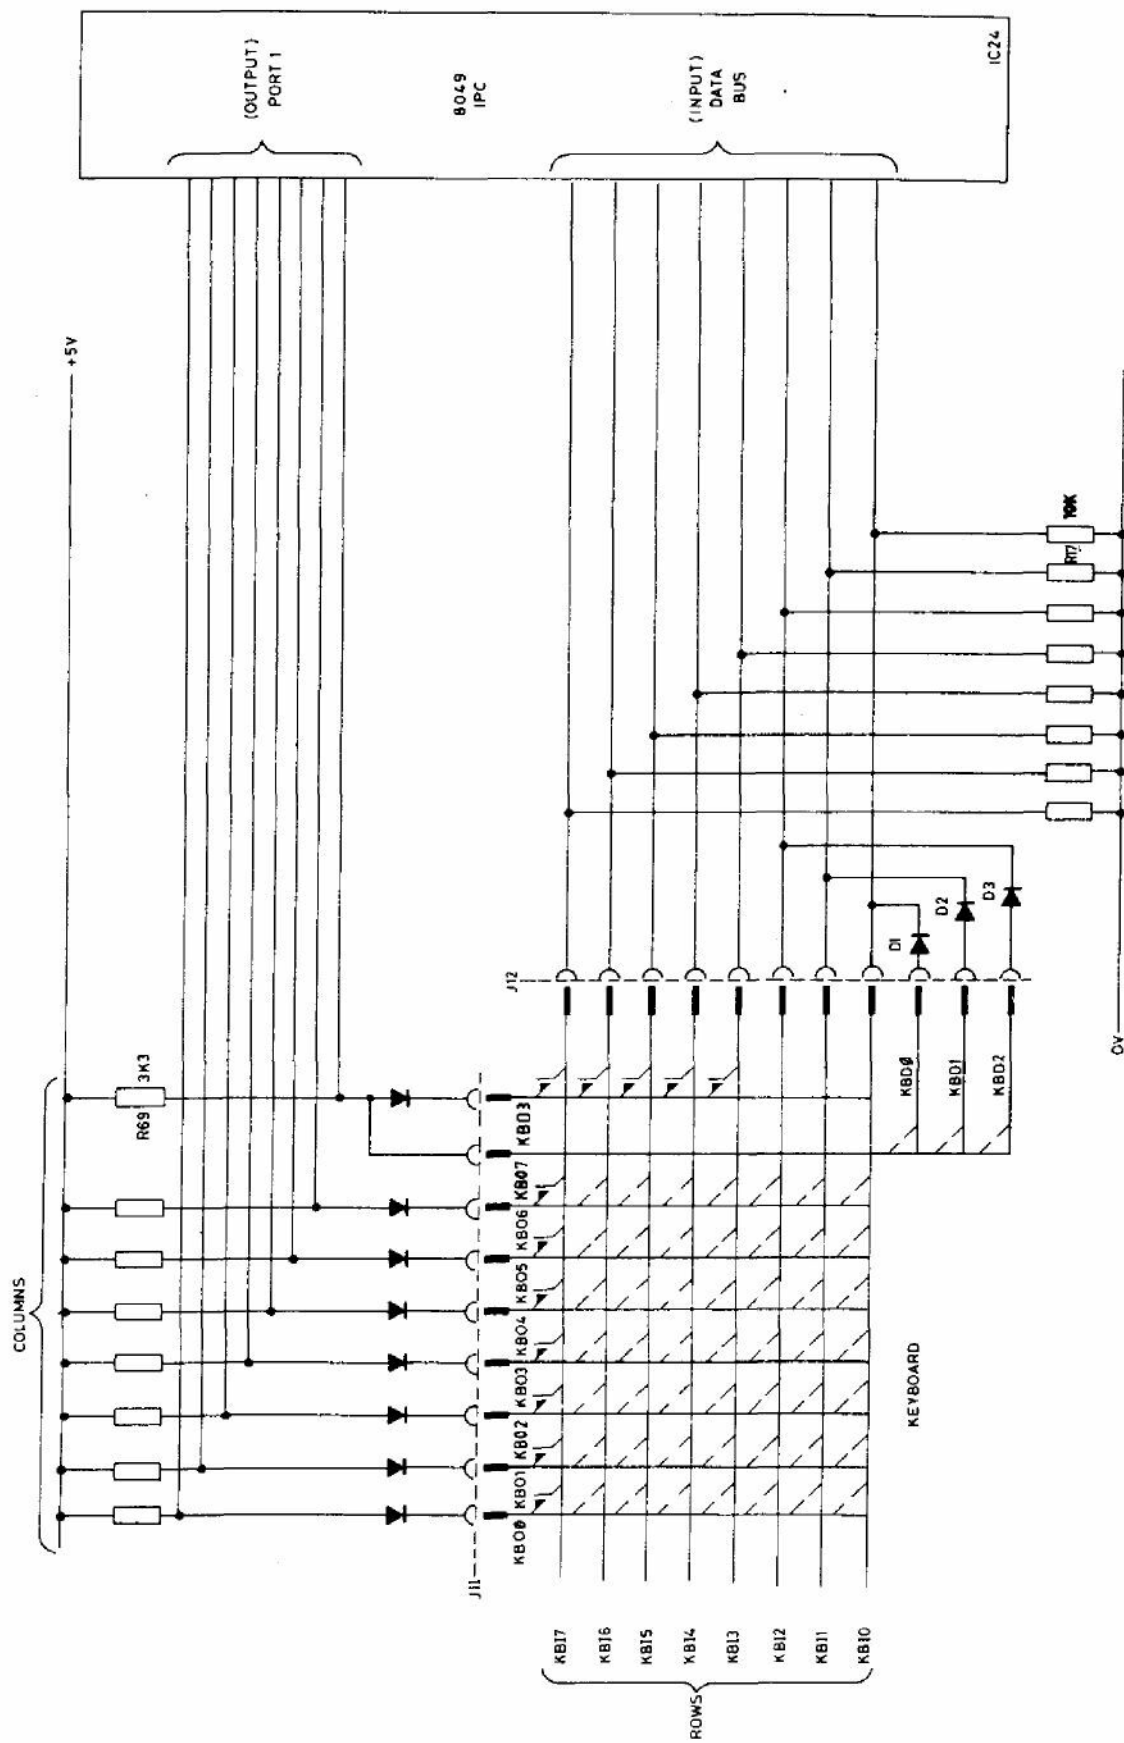 (OUTPUT)
PORT 1
8049
IPC
(INPUT)
DATA
BUS
IC24
+5V
COLUMNS
3K3
R69
10K
R17
D1
D2
D3
J12
0V
KBDØ
KBD1
KBD2
J11
KBOØ
KBO1
KBO2
KBO3
KBO4
KBO5
KBO6
KBO7
KBD3
KEYBOARD
KBI7
KBI6
KBI5
KBI4
KBI3
KBI2
KBI1
KBI0
ROWS